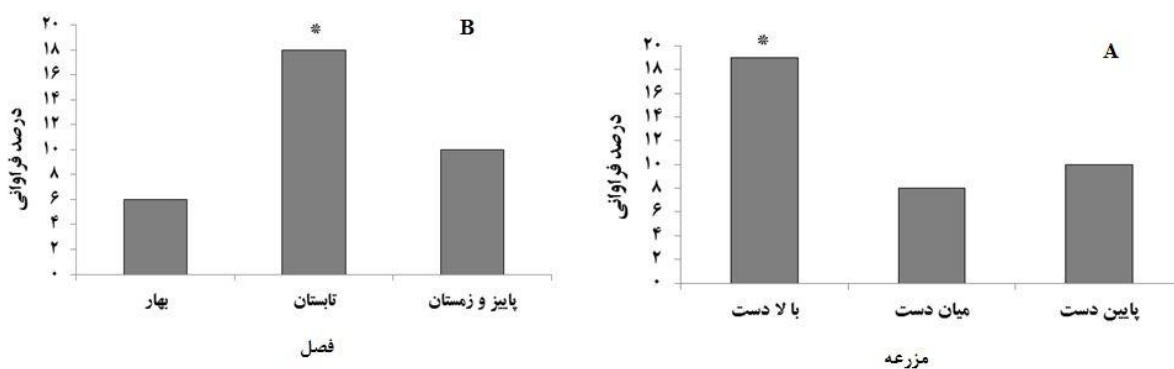 B
*
۲۰
۱۸
۱۶
۱۴
۱۲
۱۰
۸
۶
۴
۲
۰
درصد فراوانی
بهار
تابستان
پاییز و زمستان
فصل
A
*
۲۰
۱۸
۱۶
۱۴
۱۲
۱۰
۸
۶
۴
۲
۰
درصد فراوانی
با لا دست
میان دست
پایین دست
مزرعه